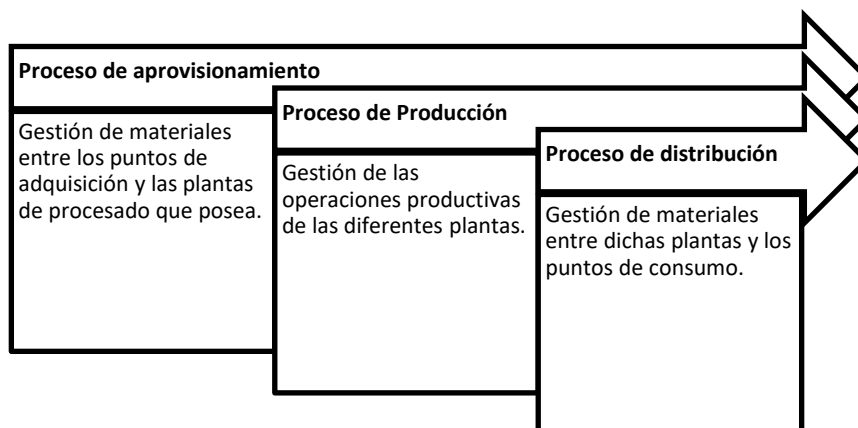 Proceso de aprovisionamiento
Gestión de materiales
entre los puntos de
adquisición y las plantas
de procesado que posea.
Proceso de Producción
Gestión de las
operaciones productivas
de las diferentes plantas.
Proceso de distribución
Gestión de materiales
entre dichas plantas y los
puntos de consumo.